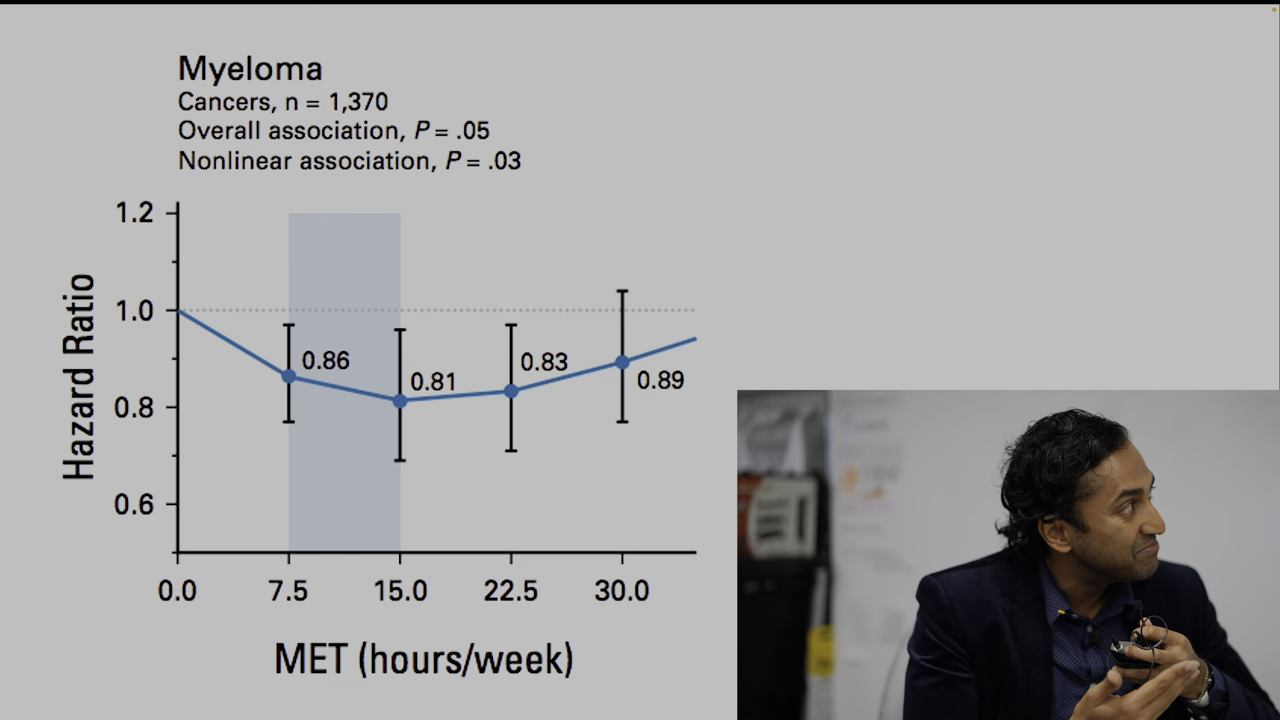 Myeloma
Cancers, n = 1,370
Overall association, P = .05
Nonlinear association, P = .03
Hazard Ratio
1.2
1.0
0.8
0.6
0.86
0.81
0.83
0.89
0.0 7.5 15.0 22.5 30.0
MET (hours/week)